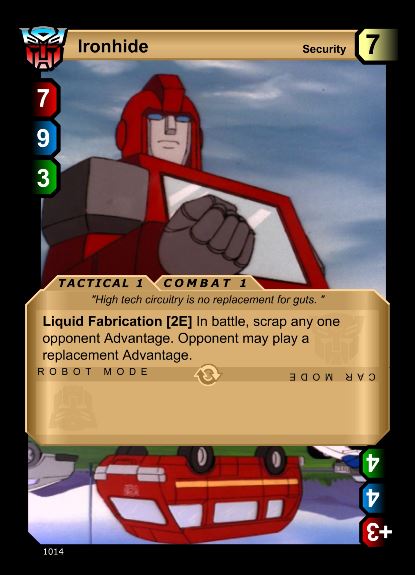 Ironhide
Security
7
7
9
3
TACTICAL 1 COMBAT 1
"High tech circuitry is no replacement for guts. "
Liquid Fabrication [2E] In battle, scrap any one
opponent Advantage. Opponent may play a
replacement Advantage.
ROBOT MODE
3
CAR MODE
4
4
+3
1014